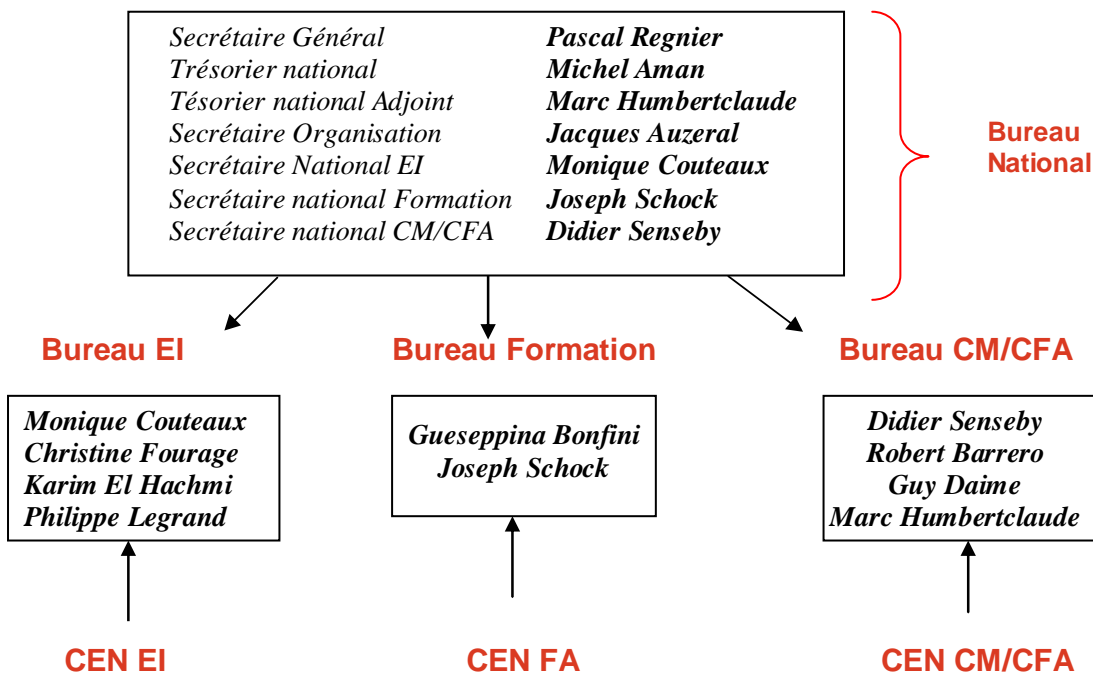 Secrétaire Général Pascal Regnier
Trésorier national Michel Aman
Tésorier national Adjoint Marc Humbertclaude
Secrétaire Organisation Jacques Auzeral
Secrétaire National EI Monique Couteaux
Secrétaire national Formation Joseph Schock
Secrétaire national CM/CFA Didier Senseby
Bureau
National
Bureau EI
Monique Couteaux
Christine Fourage
Karim El Hachmi
Philippe Legrand
CEN EI
Bureau Formation
Gueseppina Bonfini
Joseph Schock
CEN FA
Bureau CM/CFA
Didier Senseby
Robert Barrero
Guy Daime
Marc Humbertclaude
CEN CM/CFA